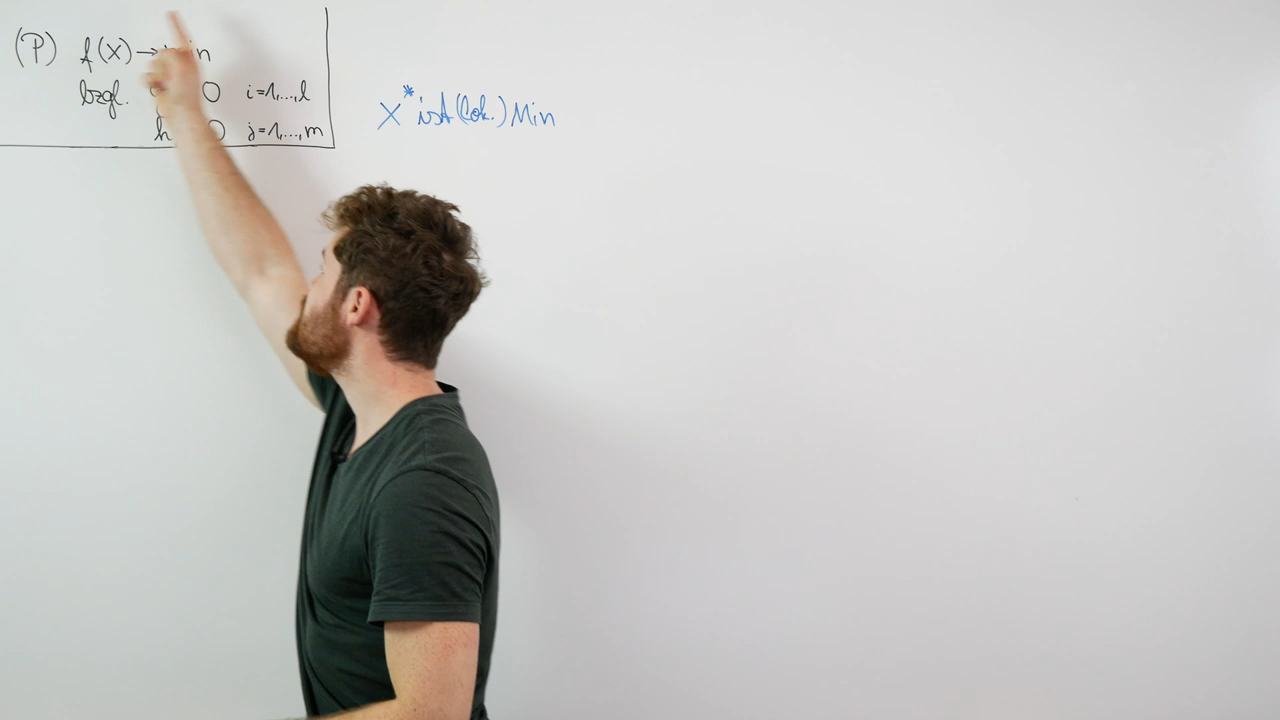 (P) f(X) → min
bzgl. 0 i=1,...,l
h 0 j=1,...,m
X* ist (lok.) Min